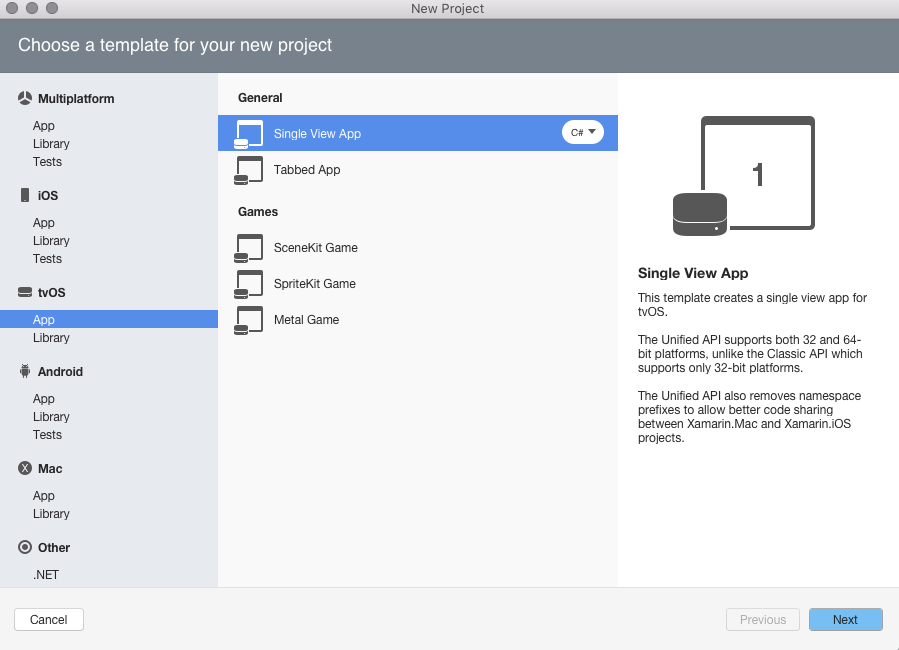 New Project
Choose a template for your new project
Multiplatform
App
Library
Tests
iOS
App
Library
Tests
tvOS
App
Library
Android
App
Library
Tests
Mac
App
Library
Other
.NET
General
Single View App
C#
Tabbed App
Games
SceneKit Game
SpriteKit Game
Metal Game
1
Single View App
This template creates a single view app for
tvOS.
The Unified API supports both 32 and 64-
bit platforms, unlike the Classic API which
supports only 32-bit platforms.
The Unified API also removes namespace
prefixes to allow better code sharing
between Xamarin.Mac and Xamarin.iOS
projects.
Cancel
Previous
Next